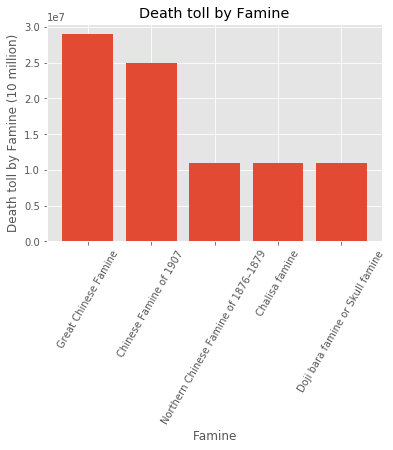 Death toll by Famine
1e7
Death toll by Famine (10 million)
3.0
2.5
2.0
1.5
1.0
0.5
0.0
Great Chinese Famine
Chinese Famine of 1907
Northern Chinese Famine of 1876–1879
Chalisa famine
Doji bara famine or Skull famine
Famine